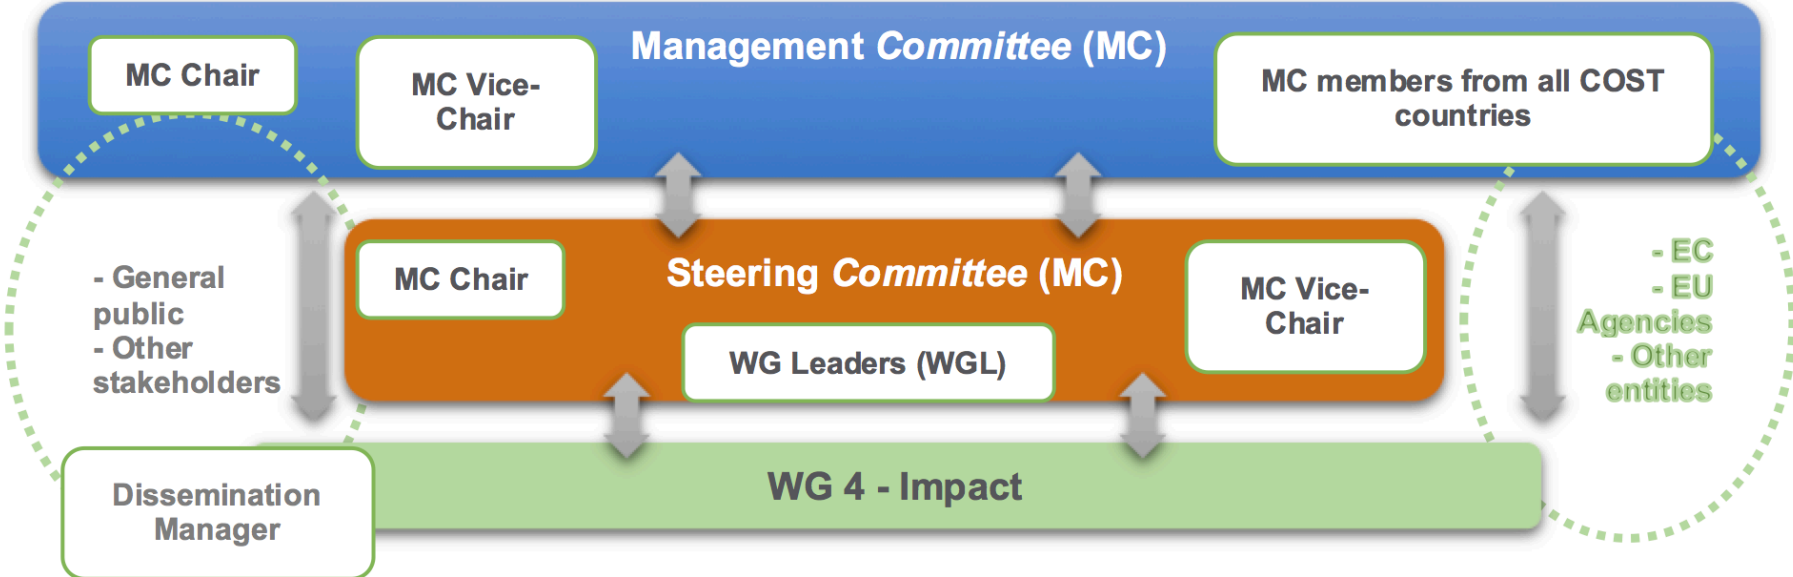 Management Committee (MC)
MC Chair
MC Vice-
Chair
MC members from all COST
countries
Steering Committee (MC)
MC Chair
MC Vice-
Chair
WG Leaders (WGL)
- General
public
- Other
stakeholders
- EC
- EU
Agencies
- Other
entities
WG 4 - Impact
Dissemination
Manager